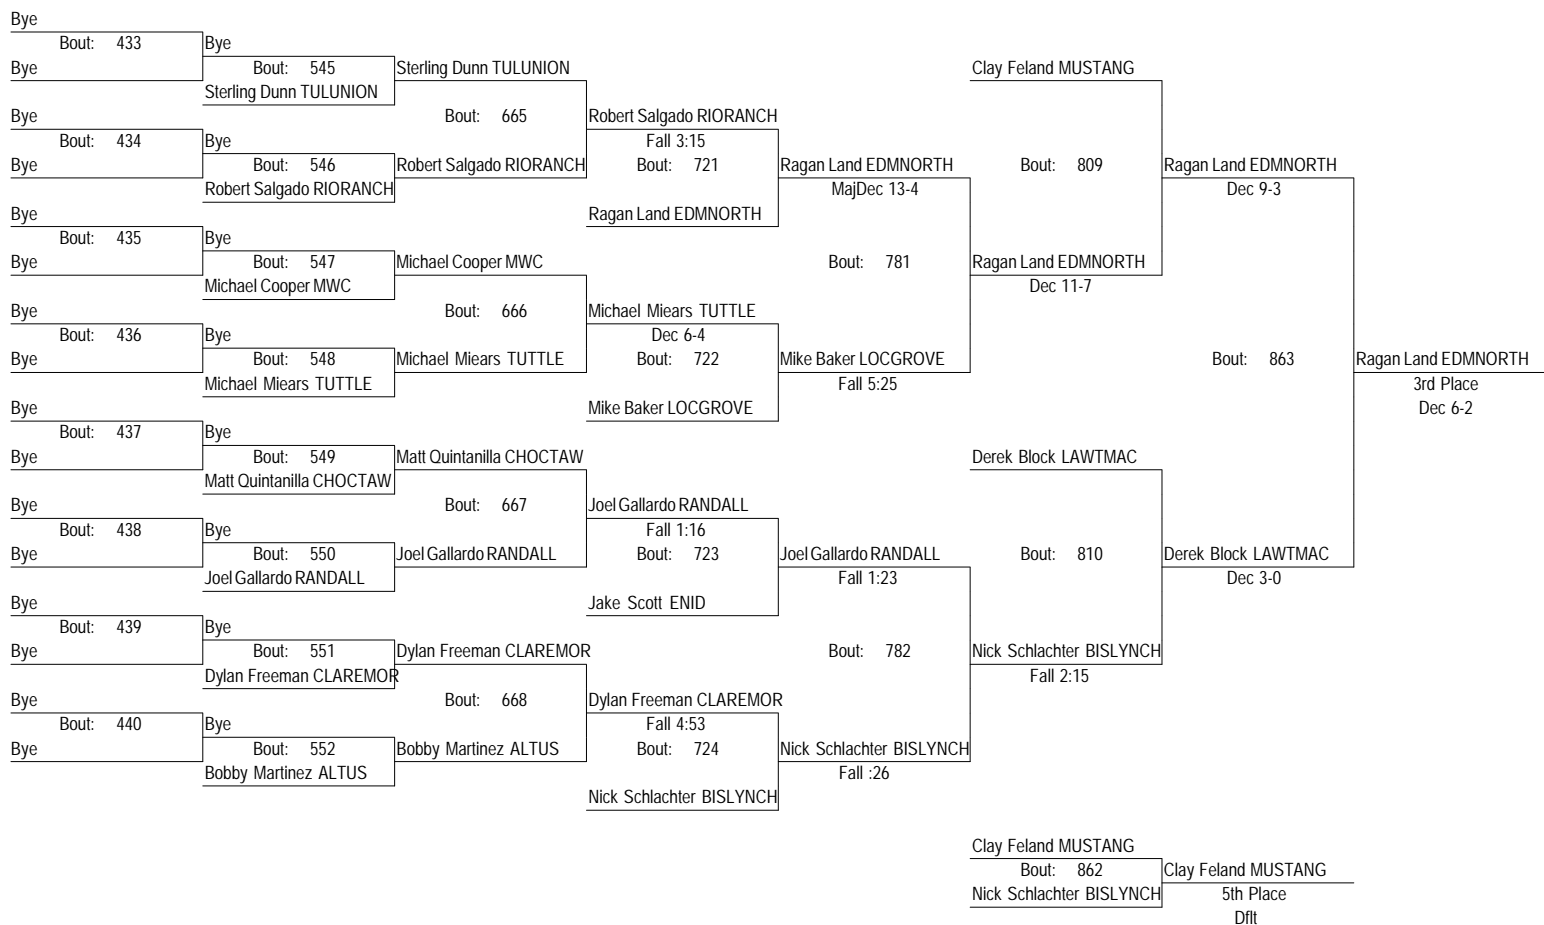 Bye
Bout: 433 Bye
Bye Bout: 545 Sterling Dunn TULUNION Clay Feland MUSTANG
Sterling Dunn TULUNION
Bye Bout: 665 Robert Salgado RIORANCH
Bout: 434 Bye Fall 3:15
Bye Bout: 546 Robert Salgado RIORANCH Bout: 721 Ragan Land EDMNORTH Bout: 809 Ragan Land EDMNORTH
Robert Salgado RIORANCH MajDec 13-4 Dec 9-3
Bye Ragan Land EDMNORTH
Bout: 435 Bye
Bye Bout: 547 Michael Cooper MWC Bout: 781 Ragan Land EDMNORTH
Michael Cooper MWC Dec 11-7
Bye Bout: 666 Michael Miears TUTTLE
Bout: 436 Bye Dec 6-4
Bye Bout: 548 Michael Miears TUTTLE Bout: 722 Mike Baker LOCGROVE Bout: 863 Ragan Land EDMNORTH
Michael Miears TUTTLE Fall 5:25 3rd Place
Bye Mike Baker LOCGROVE Dec 6-2
Bout: 437 Bye
Bye Bout: 549 Matt Quintanilla CHOCTAW Derek Block LAWTMAC
Matt Quintanilla CHOCTAW
Bye Bout: 667 Joel Gallardo RANDALL
Bout: 438 Bye Fall 1:16
Bye Bout: 550 Joel Gallardo RANDALL Bout: 723 Joel Gallardo RANDALL Bout: 810 Derek Block LAWTMAC
Joel Gallardo RANDALL Fall 1:23 Dec 3-0
Bye Jake Scott ENID
Bout: 439 Bye
Bye Bout: 551 Dylan Freeman CLAREMOR Bout: 782 Nick Schlachter BISLYNCH
Dylan Freeman CLAREMOR Fall 2:15
Bye Bout: 668 Dylan Freeman CLAREMOR
Bout: 440 Bye Fall 4:53
Bye Bout: 552 Bobby Martinez ALTUS Bout: 724 Nick Schlachter BISLYNCH
Bobby Martinez ALTUS Fall :26
Nick Schlachter BISLYNCH
Clay Feland MUSTANG
Bout: 862 Clay Feland MUSTANG
Nick Schlachter BISLYNCH 5th Place
Dflt